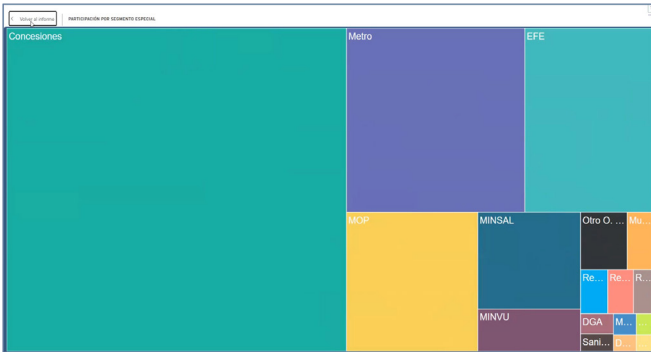 Volver al informe
PARTICIPACIÓN POR SEGMENTO ESPECIAL
Concesiones
Metro
EFE
MOP
MINSAL
Otro O. ...
Mu...
Re...
Re...
R...
MINVU
DGA
M...
...
Sani...
D...